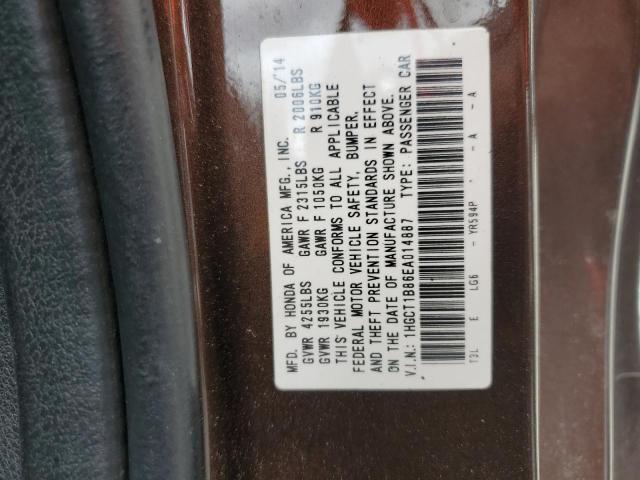 MFD. BY HONDA OF AMERICA MFG., INC. 05/'14
GVWR 4255LBS GAWR F 2315LBS R 2006LBS
GVWR 1930KG GAWR F 1050KG R 910KG
THIS VEHICLE CONFORMS TO ALL APPLICABLE
FEDERAL MOTOR VEHICLE SAFETY, BUMPER,
AND THEFT PREVENTION STANDARDS IN EFFECT
ON THE DATE OF MANUFACTURE SHOWN ABOVE.
V.I.N.: 1HGCT1B86EA014887 TYPE: PASSENGER CAR
T3L E LG6 - YR594P ' - A - A